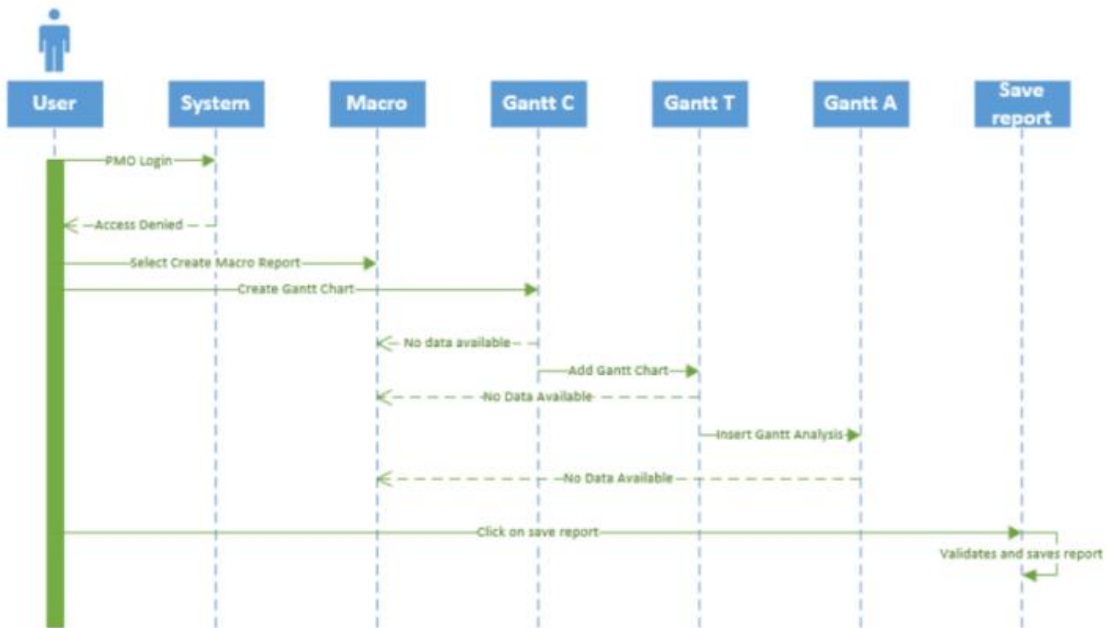 User
System
Macro
Gantt C
Gantt T
Gantt A
Save
report
PMO Login
Access Denied
Select Create Macro Report
Create Gantt Chart
No data available
Add Gantt Chart
No Data Available
Insert Gantt Analysis
No Data Available
Click on save report
Validates and saves report